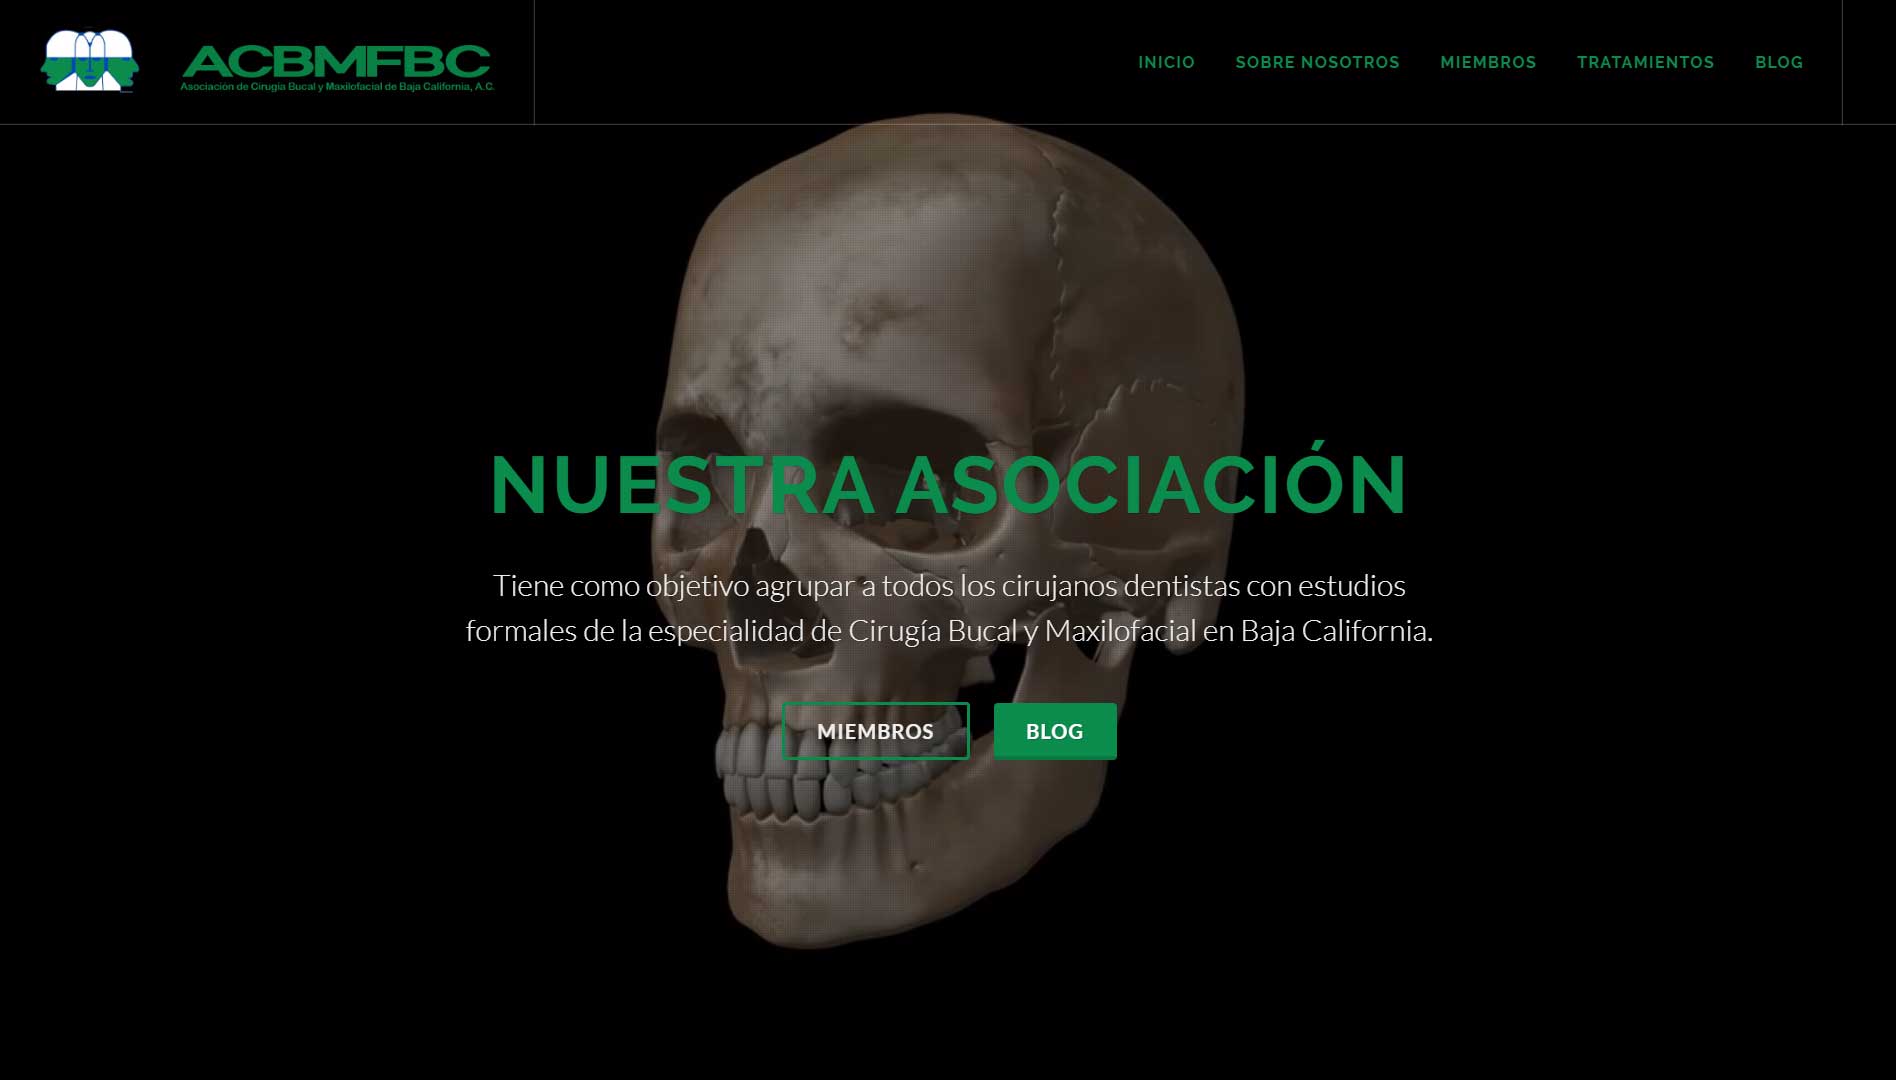 ACBMFBC
Asociación de Cirugía Bucal y Maxilofacial de Baja California, A.C.
INICIO SOBRE NOSOTROS MIEMBROS TRATAMIENTOS BLOG
NUESTRA ASOCIACIÓN
Tiene como objetivo agrupar a todos los cirujanos dentistas con estudios
formales de la especialidad de Cirugía Bucal y Maxilofacial en Baja California.
MIEMBROS BLOG